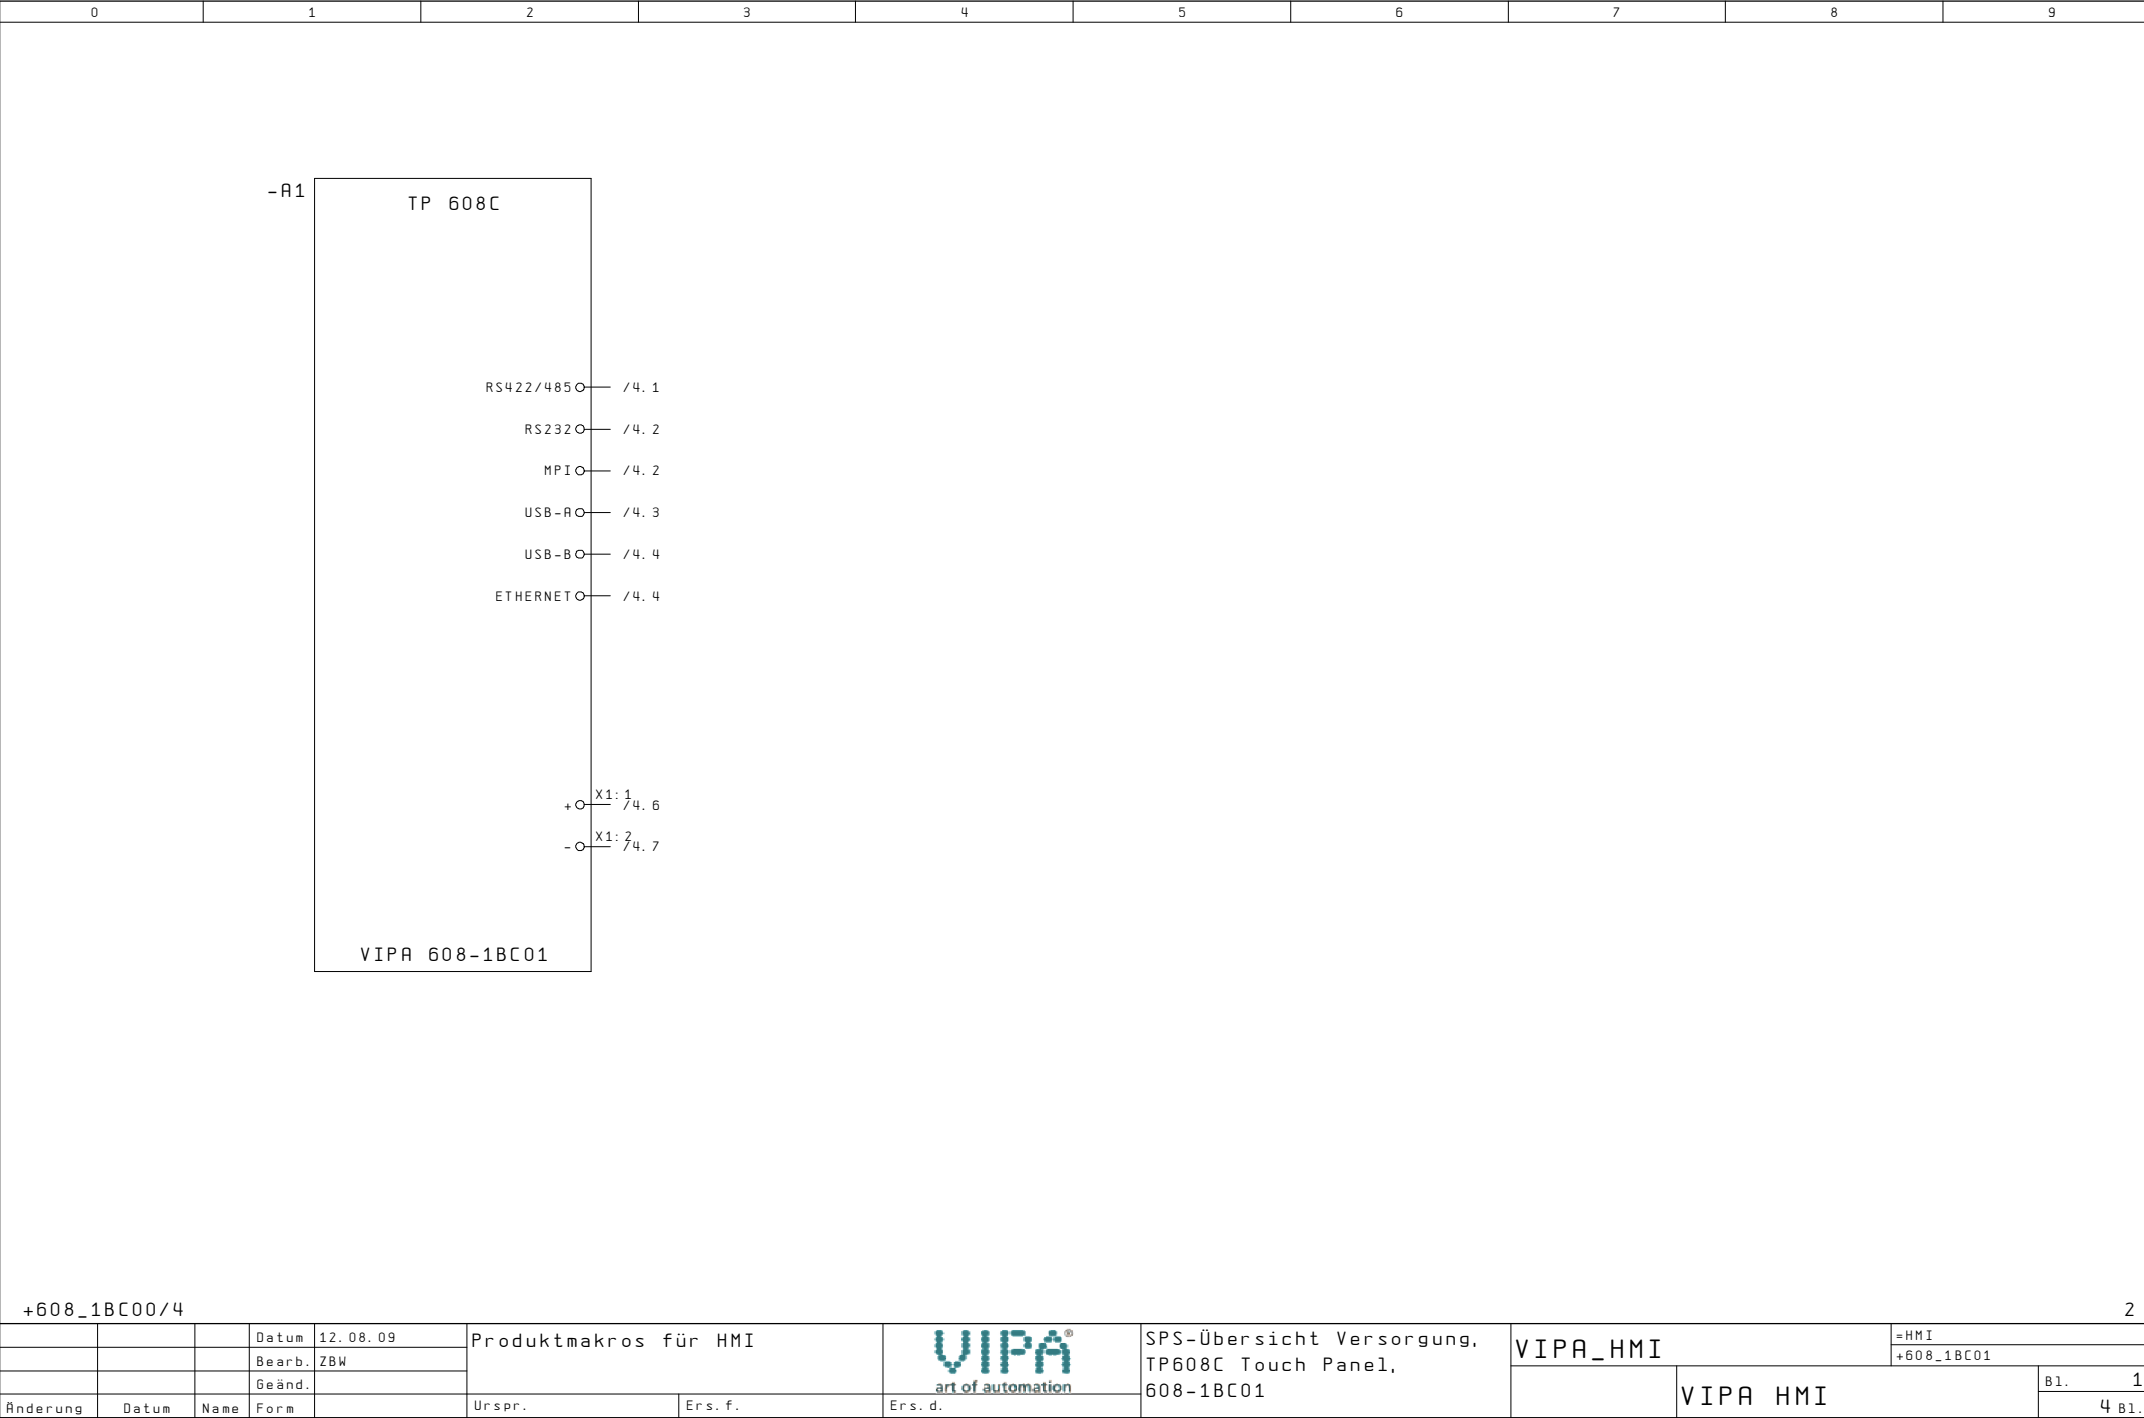 0 1 2 3 4 5 6 7 8 9
-A1
TP 608C
RS422/485 /4.1
RS232 /4.2
MPI /4.2
USB-A /4.3
USB-B /4.4
ETHERNET /4.4
X1:1
+ /4.6
X1:2
- /4.7
VIPA 608-1BC01
+608_1BC00/4 2
Datum 12.08.09
Bearb. ZBW
Geänd.
Änderung Datum Name Form
Produktmakros für HMI
Urspr. Ers.f. Ers.d.
VIPA®
art of automation
SPS-Übersicht Versorgung,
TP608C Touch Panel,
608-1BC01
VIPA_HMI
=HMI
+608_1BC01
VIPA HMI
Bl. 1
4 Bl.